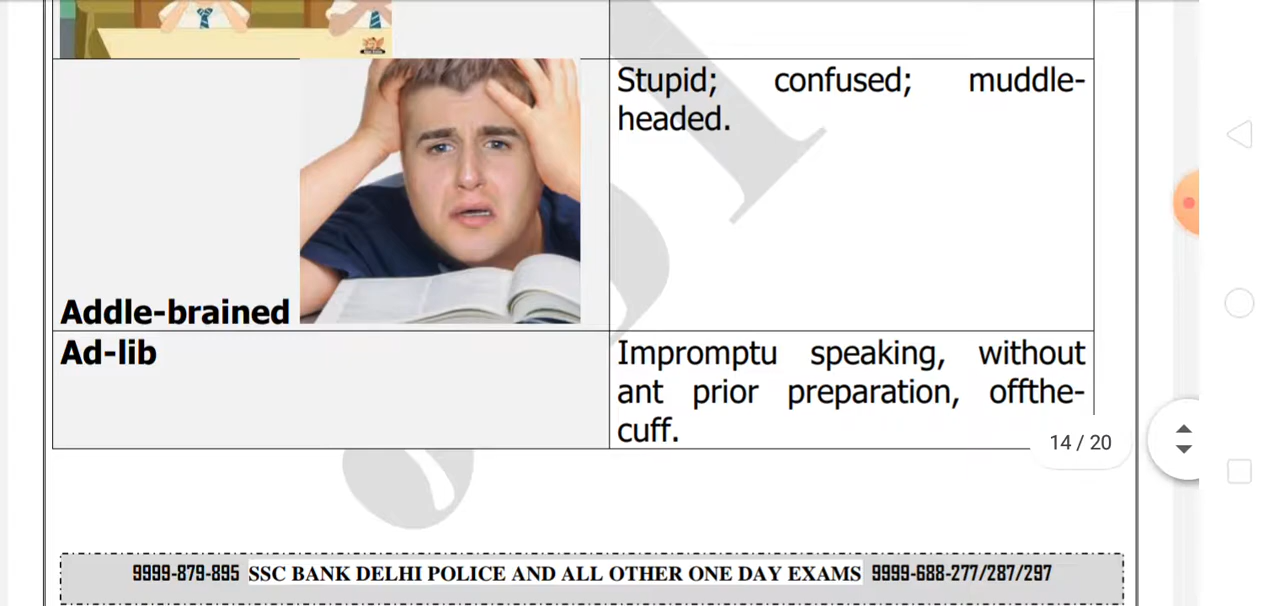 Stupid; confused; muddle-
headed.
Addle-brained
Ad-lib
Impromptu speaking, without
ant prior preparation, offthe-
cuff.
14 / 20
9999-879-895 SSC BANK DELHI POLICE AND ALL OTHER ONE DAY EXAMS 9999-688-277/287/297